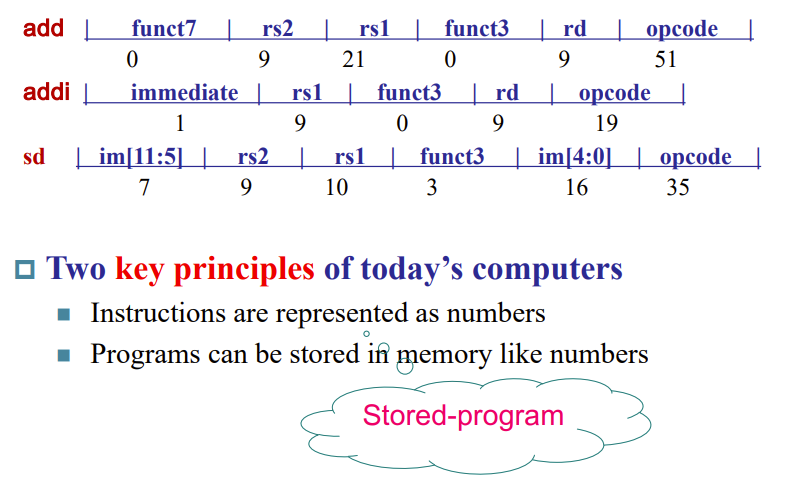 add | funct7 | rs2 | rs1 | funct3 | rd | opcode |
0 9 21 0 9 51
addi | immediate | rs1 | funct3 | rd | opcode |
1 9 0 9 19
sd | im[11:5] | rs2 | rs1 | funct3 | im[4:0] | opcode |
7 9 10 3 16 35
Two key principles of today’s computers
Instructions are represented as numbers
Programs can be stored in memory like numbers
Stored-program